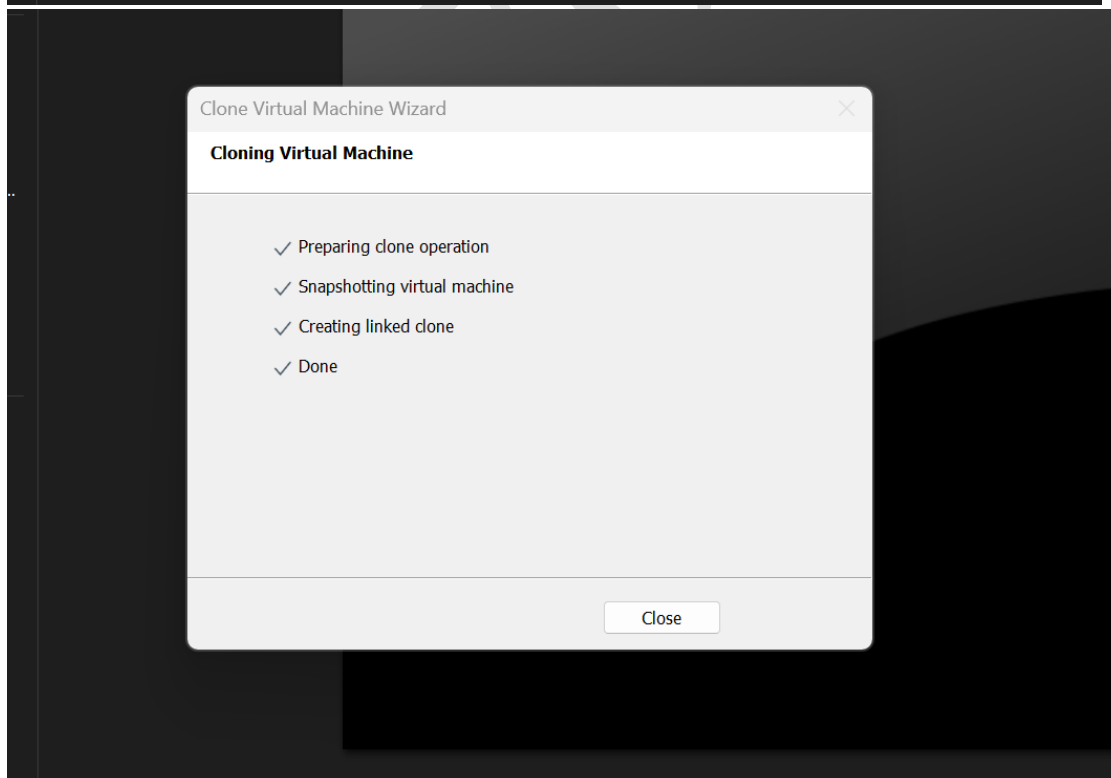 Clone Virtual Machine Wizard
Cloning Virtual Machine
..
Preparing clone operation
Snapshotting virtual machine
Creating linked clone
Done
Close